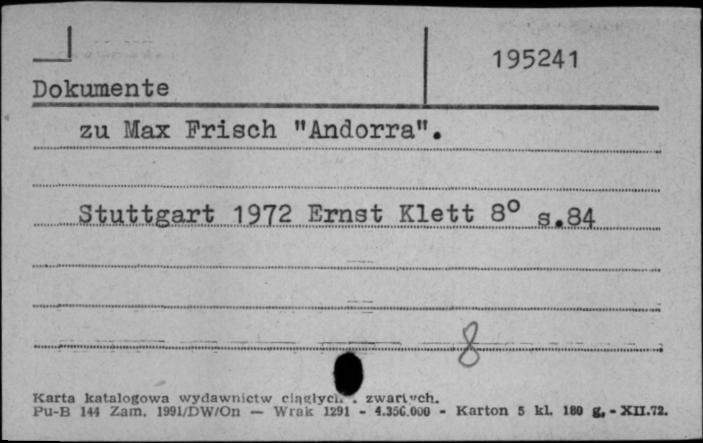 195241
Dokumente
zu Max Frisch "Andorra".
Stuttgart 1972 Ernst Klett 8º s.84
8
Karta katalogowa wydawnictw ciągłych i zwartych.
Pu-B 144 Zam. 1991/DW/On — Wrak 1291 - 4.356.000 - Karton 5 kl. 180 g. - XII.72.